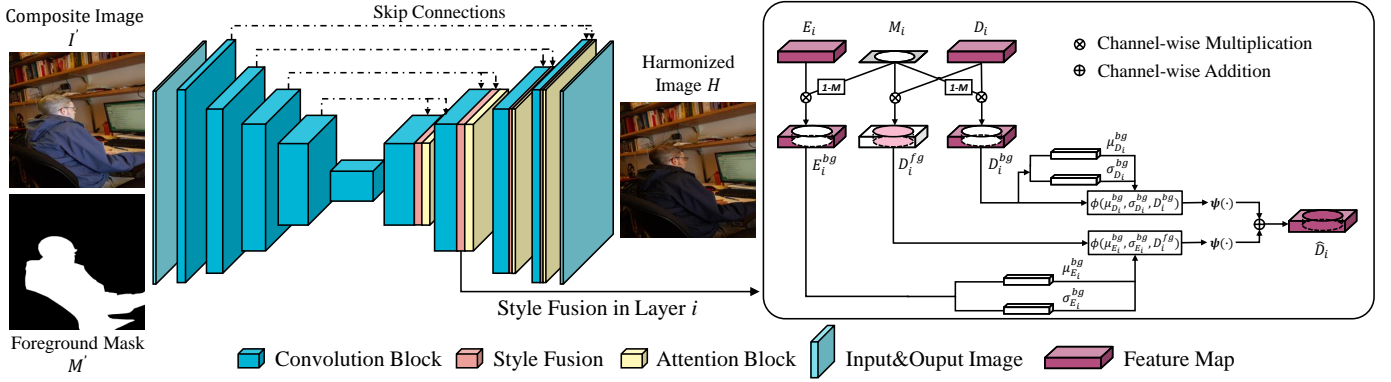 Composite Image
I'
Foreground Mask
M'
Skip Connections
Harmonized
Image H
Style Fusion in Layer i
E_i
M_i
D_i
⊗ Channel-wise Multiplication
⊕ Channel-wise Addition
1-M
1-M
E_i^{bg}
D_i^{fg}
D_i^{bg}
μ_{D_i}^{bg}
σ_{D_i}^{bg}
ϕ(μ_{D_i}^{bg}, σ_{D_i}^{bg}, D_i^{bg})
ψ(·)
ϕ(μ_{E_i}^{bg}, σ_{E_i}^{bg}, D_i^{fg})
ψ(·)
D̂_i
μ_{E_i}^{bg}
σ_{E_i}^{bg}
Convolution Block
Style Fusion
Attention Block
Input&Ouput Image
Feature Map